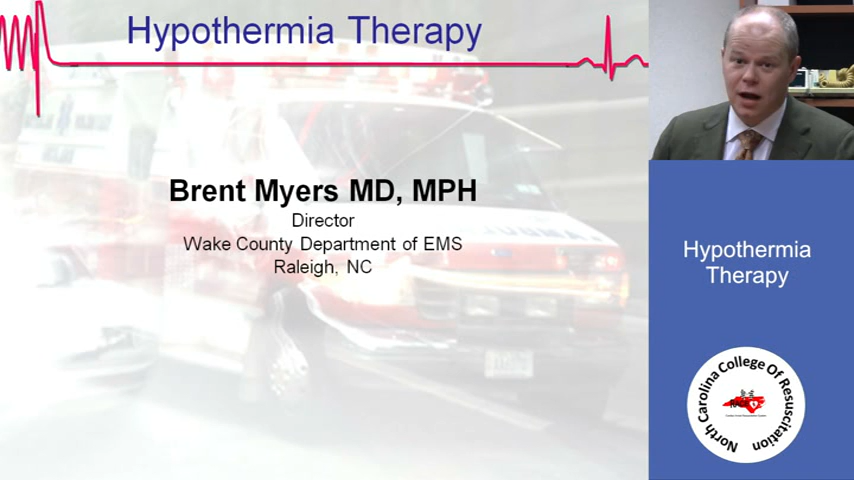 Hypothermia Therapy
Brent Myers MD, MPH
Director
Wake County Department of EMS
Raleigh, NC
Hypothermia
Therapy
North Carolina College Of Resuscitation